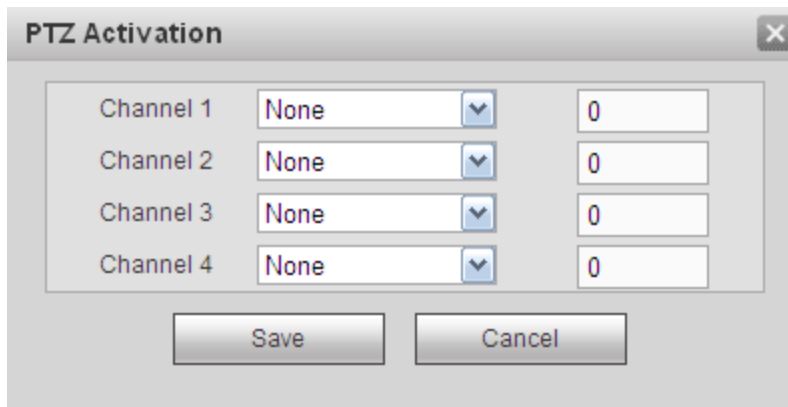 PTZ Activation
Channel 1 None 0
Channel 2 None 0
Channel 3 None 0
Channel 4 None 0
Save Cancel